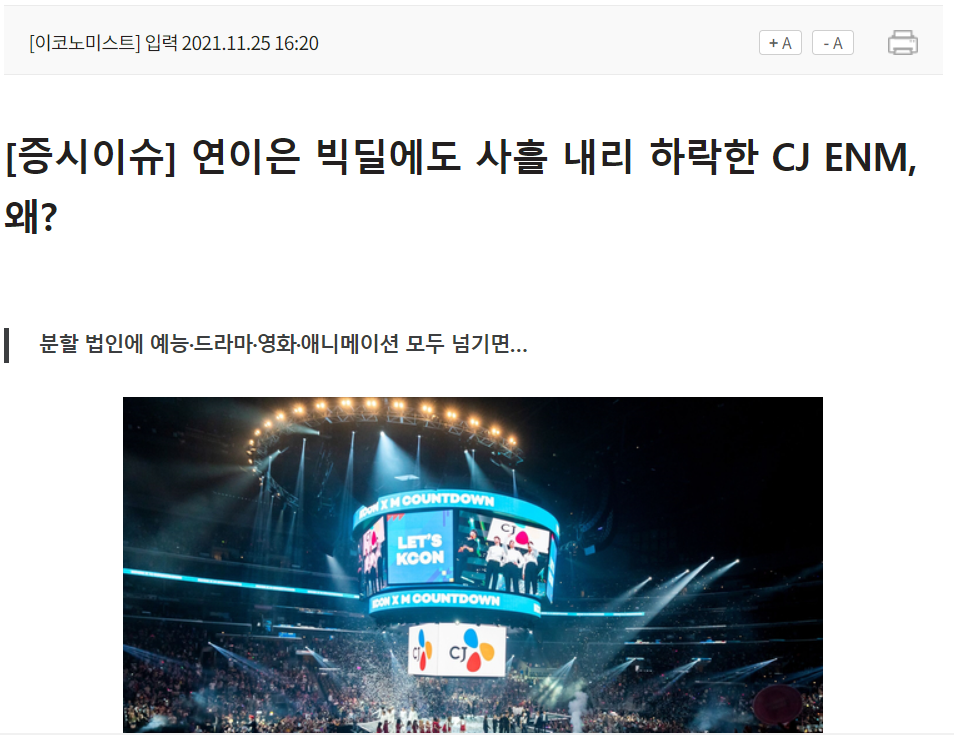 [이코노미스트] 입력 2021.11.25 16:20
+ A
- A
[증시이슈] 연이은 빅딜에도 사흘 내리 하락한 CJ ENM,
왜?
분할 법인에 예능·드라마·영화·애니메이션 모두 넘기면...
KCON X M COUNTDOWN
LET'S
KCON
CJ
KCON X M COUNTDOWN
CJ
CJ